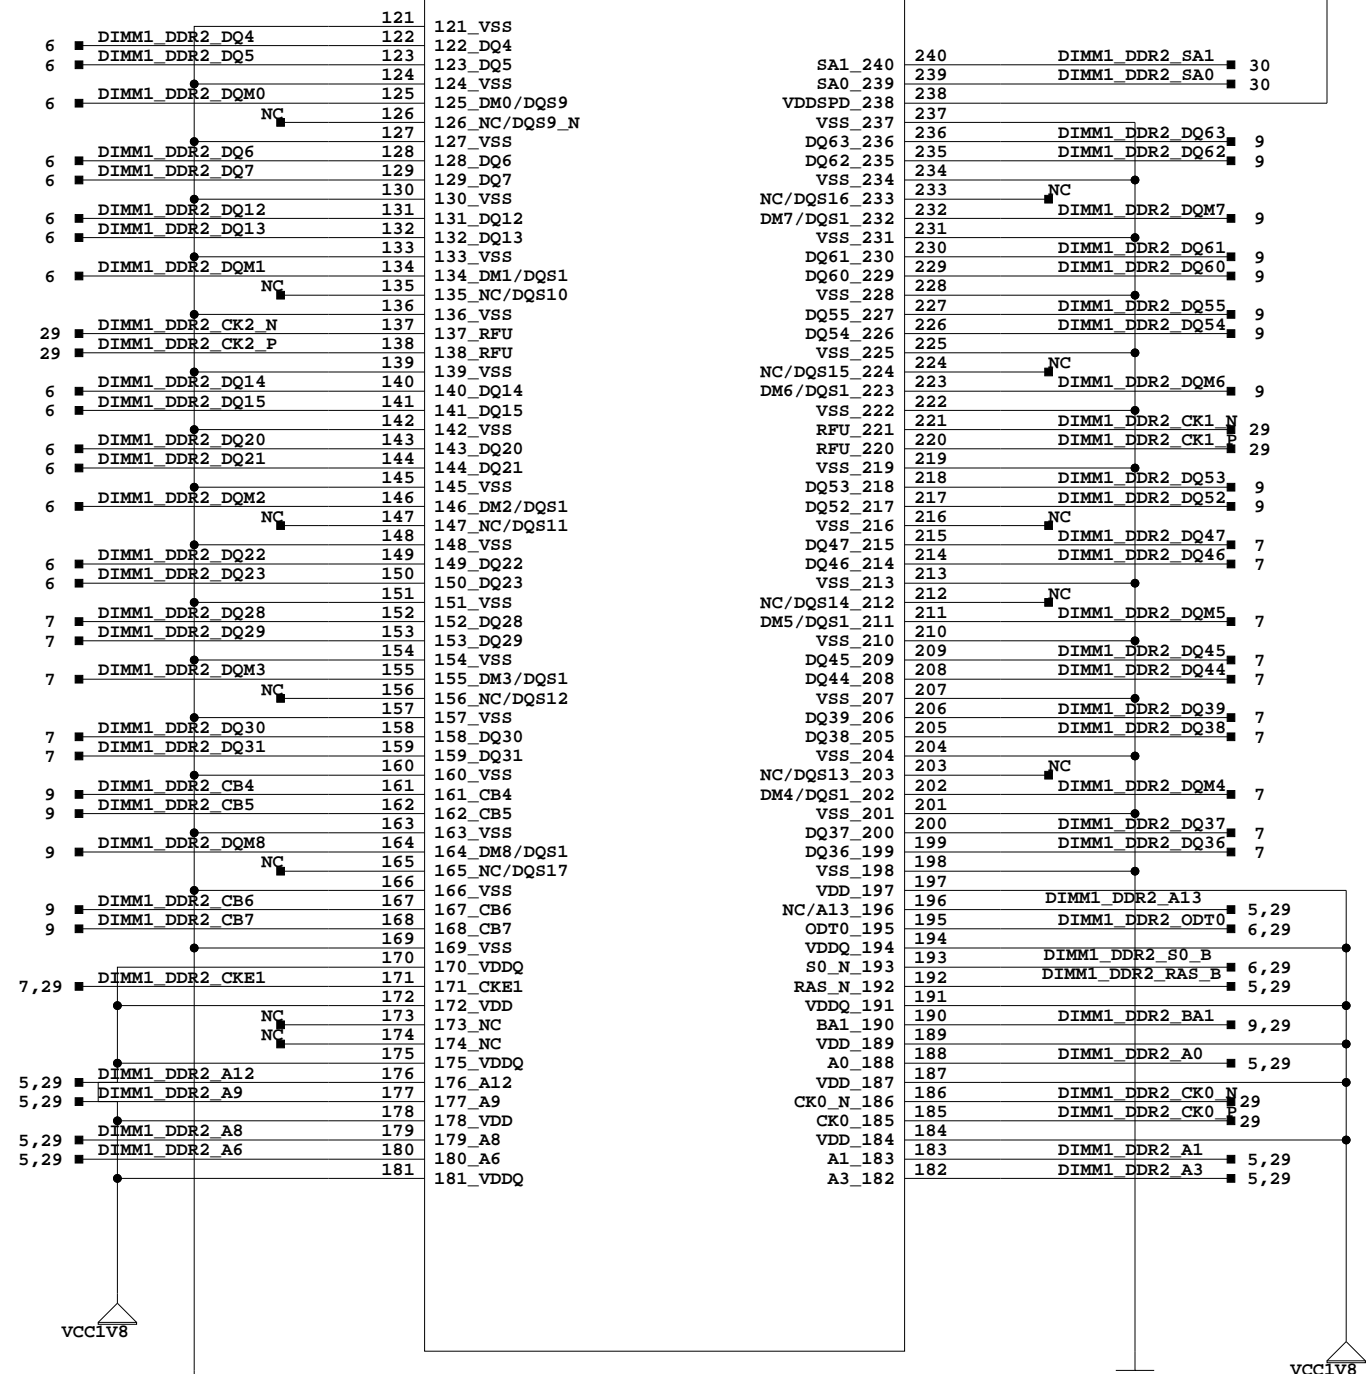 121 121_VSS
6 DIMM1_DDR2_DQ4 122 122_DQ4
6 DIMM1_DDR2_DQ5 123 123_DQ5
124 124_VSS
6 DIMM1_DDR2_DQM0 125 125_DM0/DQS9
NC 126 126_NC/DQS9_N
127 127_VSS
6 DIMM1_DDR2_DQ6 128 128_DQ6
6 DIMM1_DDR2_DQ7 129 129_DQ7
130 130_VSS
6 DIMM1_DDR2_DQ12 131 131_DQ12
6 DIMM1_DDR2_DQ13 132 132_DQ13
133 133_VSS
6 DIMM1_DDR2_DQM1 134 134_DM1/DQS1
NC 135 135_NC/DQS10
136 136_VSS
29 DIMM1_DDR2_CK2_N 137 137_RFU
29 DIMM1_DDR2_CK2_P 138 138_RFU
139 139_VSS
6 DIMM1_DDR2_DQ14 140 140_DQ14
6 DIMM1_DDR2_DQ15 141 141_DQ15
142 142_VSS
6 DIMM1_DDR2_DQ20 143 143_DQ20
6 DIMM1_DDR2_DQ21 144 144_DQ21
145 145_VSS
6 DIMM1_DDR2_DQM2 146 146_DM2/DQS1
NC 147 147_NC/DQS11
148 148_VSS
6 DIMM1_DDR2_DQ22 149 149_DQ22
6 DIMM1_DDR2_DQ23 150 150_DQ23
151 151_VSS
7 DIMM1_DDR2_DQ28 152 152_DQ28
7 DIMM1_DDR2_DQ29 153 153_DQ29
154 154_VSS
7 DIMM1_DDR2_DQM3 155 155_DM3/DQS1
NC 156 156_NC/DQS12
157 157_VSS
7 DIMM1_DDR2_DQ30 158 158_DQ30
7 DIMM1_DDR2_DQ31 159 159_DQ31
160 160_VSS
9 DIMM1_DDR2_CB4 161 161_CB4
9 DIMM1_DDR2_CB5 162 162_CB5
163 163_VSS
9 DIMM1_DDR2_DQM8 164 164_DM8/DQS1
NC 165 165_NC/DQS17
166 166_VSS
9 DIMM1_DDR2_CB6 167 167_CB6
9 DIMM1_DDR2_CB7 168 168_CB7
169 169_VSS
170 170_VDDQ
7,29 DIMM1_DDR2_CKE1 171 171_CKE1
172 172_VDD
NC 173 173_NC
NC 174 174_NC
175 175_VDDQ
5,29 DIMM1_DDR2_A12 176 176_A12
5,29 DIMM1_DDR2_A9 177 177_A9
178 178_VDD
5,29 DIMM1_DDR2_A8 179 179_A8
5,29 DIMM1_DDR2_A6 180 180_A6
181 181_VDDQ
VCC1V8
SA1_240 240 DIMM1_DDR2_SA1 30
SA0_239 239 DIMM1_DDR2_SA0 30
VDDSPD_238 238
VSS_237 237
DQ63_236 236 DIMM1_DDR2_DQ63 9
DQ62_235 235 DIMM1_DDR2_DQ62 9
VSS_234 234
NC/DQS16_233 233 NC
DM7/DQS1_232 232 DIMM1_DDR2_DQM7 9
VSS_231 231
DQ61_230 230 DIMM1_DDR2_DQ61 9
DQ60_229 229 DIMM1_DDR2_DQ60 9
VSS_228 228
DQ55_227 227 DIMM1_DDR2_DQ55 9
DQ54_226 226 DIMM1_DDR2_DQ54 9
VSS_225 225
NC/DQS15_224 224 NC
DM6/DQS1_223 223 DIMM1_DDR2_DQM6 9
VSS_222 222
RFU_221 221 DIMM1_DDR2_CK1_N 29
RFU_220 220 DIMM1_DDR2_CK1_P 29
VSS_219 219
DQ53_218 218 DIMM1_DDR2_DQ53 9
DQ52_217 217 DIMM1_DDR2_DQ52 9
VSS_216 216 NC
DQ47_215 215 DIMM1_DDR2_DQ47 7
DQ46_214 214 DIMM1_DDR2_DQ46 7
VSS_213 213
NC/DQS14_212 212 NC
DM5/DQS1_211 211 DIMM1_DDR2_DQM5 7
VSS_210 210
DQ45_209 209 DIMM1_DDR2_DQ45 7
DQ44_208 208 DIMM1_DDR2_DQ44 7
VSS_207 207
DQ39_206 206 DIMM1_DDR2_DQ39 7
DQ38_205 205 DIMM1_DDR2_DQ38 7
VSS_204 204
NC/DQS13_203 203 NC
DM4/DQS1_202 202 DIMM1_DDR2_DQM4 7
VSS_201 201
DQ37_200 200 DIMM1_DDR2_DQ37 7
DQ36_199 199 DIMM1_DDR2_DQ36 7
VSS_198 198
VDD_197 197
NC/A13_196 196 DIMM1_DDR2_A13 5,29
ODT0_195 195 DIMM1_DDR2_ODT0 6,29
VDDQ_194 194
S0_N_193 193 DIMM1_DDR2_S0_B 6,29
RAS_N_192 192 DIMM1_DDR2_RAS_B 5,29
VDDQ_191 191
BA1_190 190 DIMM1_DDR2_BA1 9,29
VDD_189 189
A0_188 188 DIMM1_DDR2_A0 5,29
VDD_187 187
CK0_N_186 186 DIMM1_DDR2_CK0_N 29
CK0_185 185 DIMM1_DDR2_CK0_P 29
VDD_184 184
A1_183 183 DIMM1_DDR2_A1 5,29
A3_182 182 DIMM1_DDR2_A3 5,29
VCC1V8